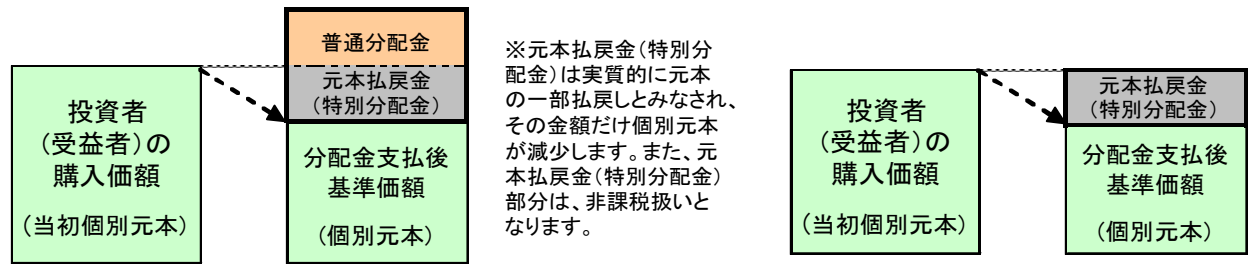 投資者
(受益者)の
購入価額
(当初個別元本)
普通分配金
元本払戻金
(特別分配金)
分配金支払後
基準価額
(個別元本)
※元本払戻金(特別分
配金)は実質的に元本
の一部払戻しとみなされ、
その金額だけ個別元本
が減少します。また、元
本払戻金(特別分配金)
部分は、非課税扱いと
なります。
投資者
(受益者)の
購入価額
(当初個別元本)
元本払戻金
(特別分配金)
分配金支払後
基準価額
(個別元本)